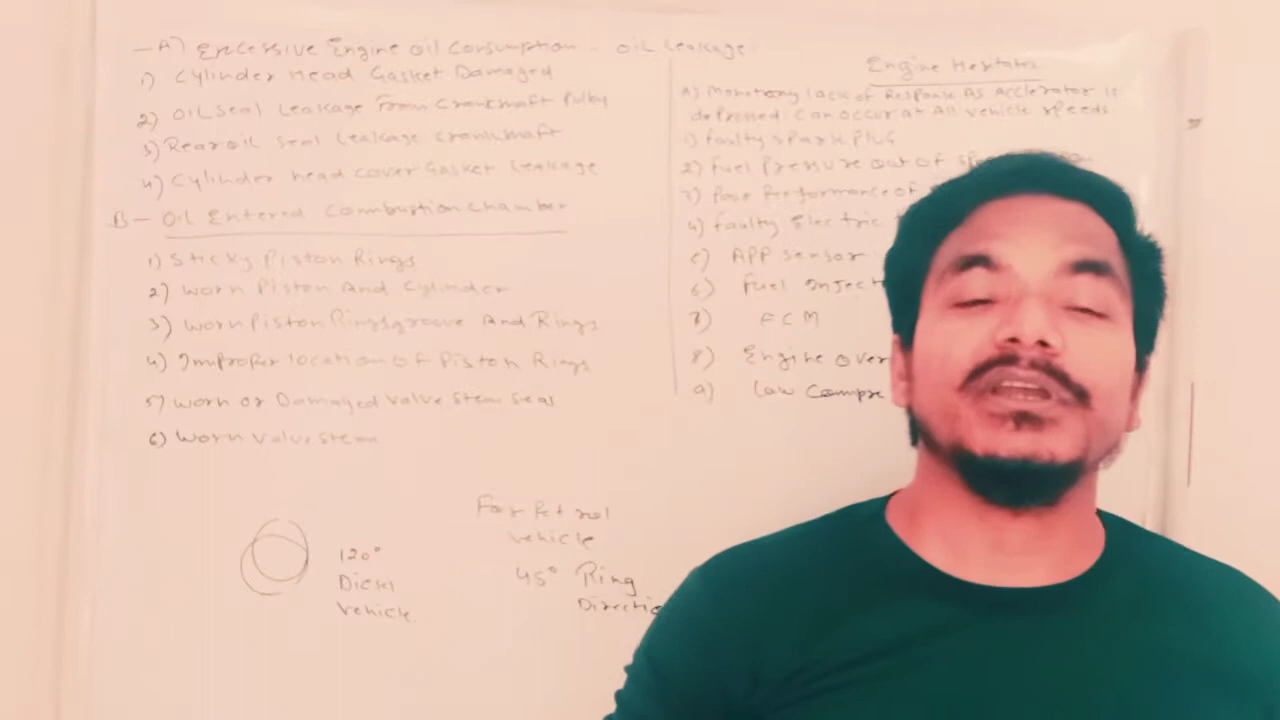 A) Excessive Engine oil Consumption - oil Leakage
1) Cylinder Head Gasket Damaged
2) oil seal Leakage from Crankshaft Pulley
3) Rear oil seal Leakage Crankshaft
4) Cylinder head cover Gasket Leakage
B - Oil Entered Combustion chamber
1) Sticky Piston Rings
2) Worn Piston And Cylinder
3) Worn Piston Rings groove And Rings
4) Improper location of Piston Rings
5) Worn or Damaged Valve Stem Seal
6) Worn Valve Stem
120°
Diesel
Vehicle
For Petrol
Vehicle
45° Ring
Directio
Engine Hesitates
A) lack of Response As Accelerator is
depressed Can occur at All vehicle speeds
1) faulty spark Plug
2) Fuel Pressure out of
3) Poor Performance of
4) faulty Electric
5) APP Sensor
6) Fuel Inject
7) ECM
8) Engine Over
9) Law Compre